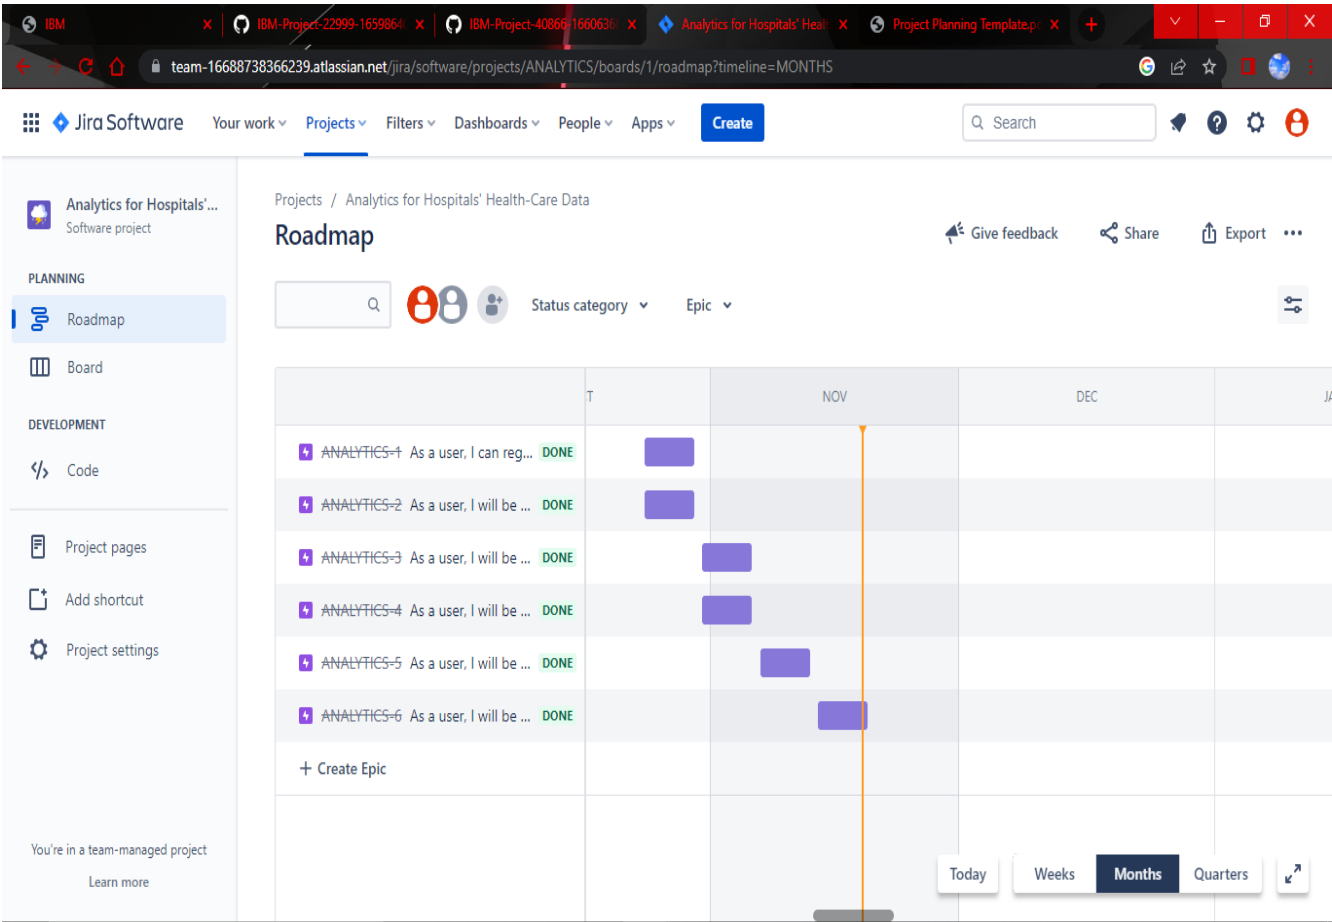 IBM
IBM-Project-22999-1659864
IBM-Project-40866-1660636
Analytics for Hospitals' Healt
Project Planning Template.pd
team-16688738366239.atlassian.net/jira/software/projects/ANALYTICS/boards/1/roadmap?timeline=MONTHS
Jira Software Your work Projects Filters Dashboards People Apps Create Search
Analytics for Hospitals'...
Software project
PLANNING
Roadmap
Board
DEVELOPMENT
Code
Project pages
Add shortcut
Project settings
You're in a team-managed project
Learn more
Projects / Analytics for Hospitals' Health-Care Data
Roadmap
Give feedback Share Export
Status category Epic
T NOV DEC JA
ANALYTICS-1 As a user, I can reg... DONE
ANALYTICS-2 As a user, I will be ... DONE
ANALYTICS-3 As a user, I will be ... DONE
ANALYTICS-4 As a user, I will be ... DONE
ANALYTICS-5 As a user, I will be ... DONE
ANALYTICS-6 As a user, I will be ... DONE
+ Create Epic
Today Weeks Months Quarters